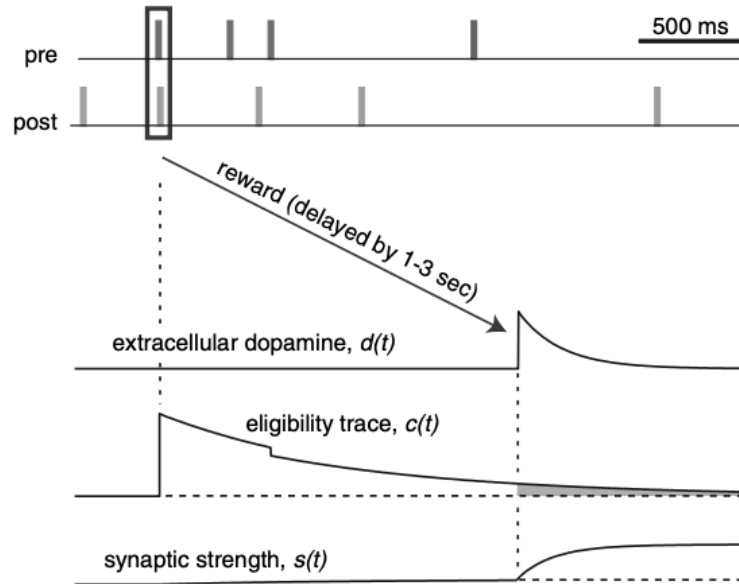 500 ms
pre
post
reward (delayed by 1-3 sec)
extracellular dopamine, d(t)
eligibility trace, c(t)
synaptic strength, s(t)